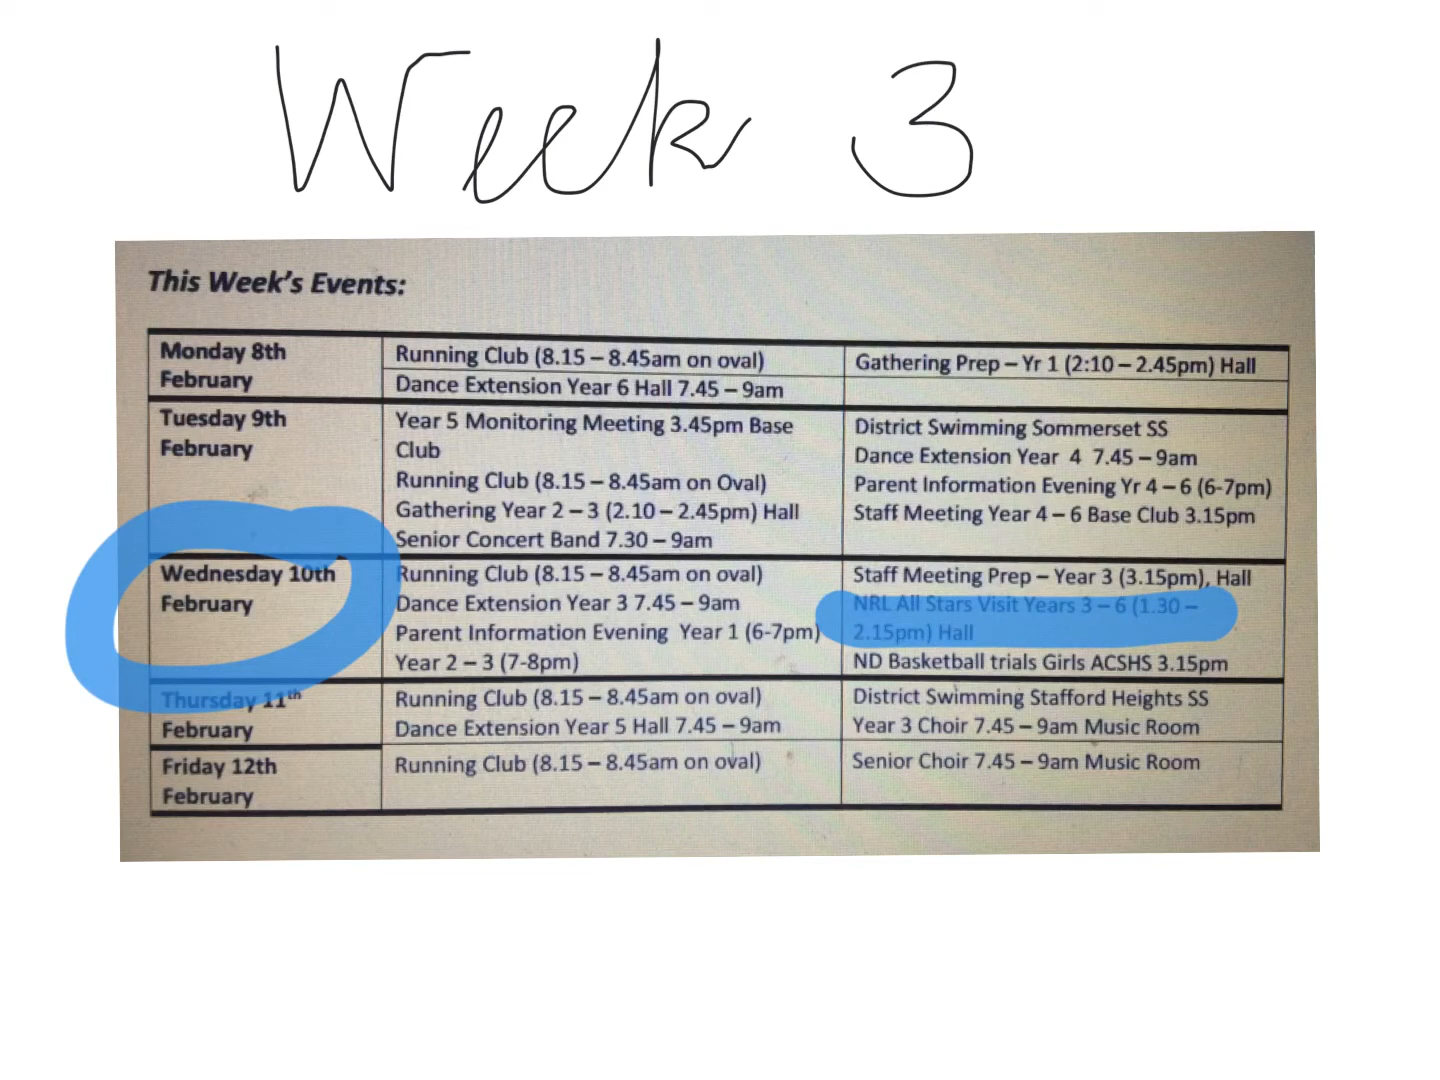 Week 3
This Week's Events:
Monday 8th
February
Running Club (8.15 – 8.45am on oval)
Dance Extension Year 6 Hall 7.45 – 9am
Gathering Prep – Yr 1 (2:10 – 2.45pm) Hall
Tuesday 9th
February
Year 5 Monitoring Meeting 3.45pm Base
Club
Running Club (8.15 – 8.45am on Oval)
Gathering Year 2 – 3 (2.10 – 2.45pm) Hall
Senior Concert Band 7.30 – 9am
District Swimming Sommerset SS
Dance Extension Year 4 7.45 – 9am
Parent Information Evening Yr 4 – 6 (6-7pm)
Staff Meeting Year 4 – 6 Base Club 3.15pm
Wednesday 10th
February
Running Club (8.15 – 8.45am on oval)
Dance Extension Year 3 7.45 – 9am
Parent Information Evening Year 1 (6-7pm)
Year 2 – 3 (7-8pm)
Staff Meeting Prep – Year 3 (3.15pm), Hall
NRL All Stars Visit Years 3 – 6 (1.30 –
2.15pm) Hall
ND Basketball trials Girls ACSHS 3.15pm
Thursday 11th
February
Running Club (8.15 – 8.45am on oval)
Dance Extension Year 5 Hall 7.45 – 9am
District Swimming Stafford Heights SS
Year 3 Choir 7.45 – 9am Music Room
Friday 12th
February
Running Club (8.15 – 8.45am on oval)
Senior Choir 7.45 – 9am Music Room